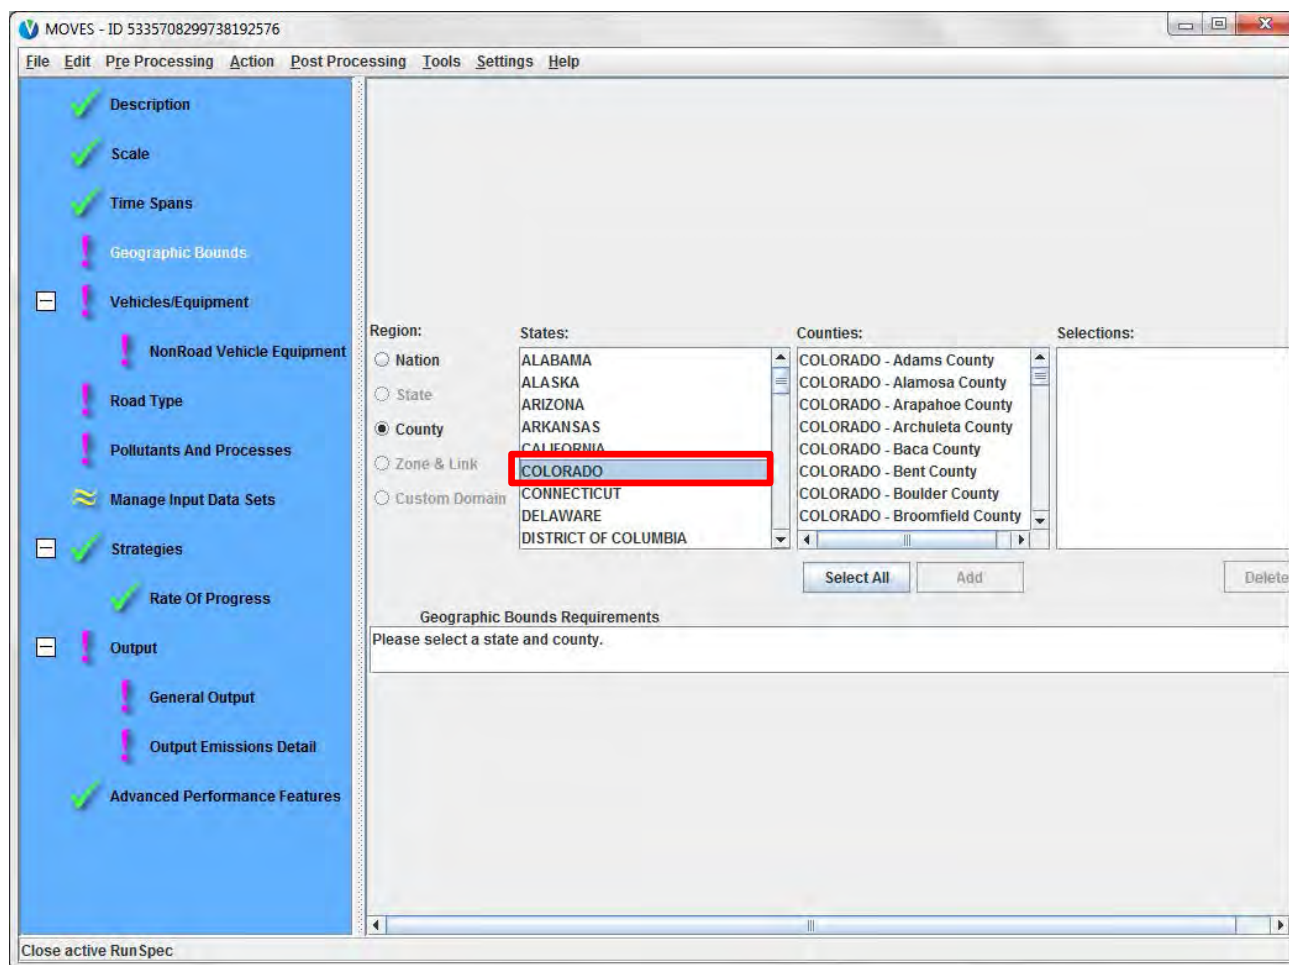 MOVES - ID 5335708299738192576
File Edit Pre Processing Action Post Processing Tools Settings Help
Description
Scale
Time Spans
Geographic Bounds
Vehicles/Equipment
NonRoad Vehicle Equipment
Road Type
Pollutants And Processes
Manage Input Data Sets
Strategies
Rate Of Progress
Output
General Output
Output Emissions Detail
Advanced Performance Features
Region:
Nation
State
County
Zone & Link
Custom Domain
States:
ALABAMA
ALASKA
ARIZONA
ARKANSAS
CALIFORNIA
COLORADO
CONNECTICUT
DELAWARE
DISTRICT OF COLUMBIA
Counties:
COLORADO - Adams County
COLORADO - Alamosa County
COLORADO - Arapahoe County
COLORADO - Archuleta County
COLORADO - Baca County
COLORADO - Bent County
COLORADO - Boulder County
COLORADO - Broomfield County
Selections:
Select All
Add
Delete
Geographic Bounds Requirements
Please select a state and county.
Close active RunSpec